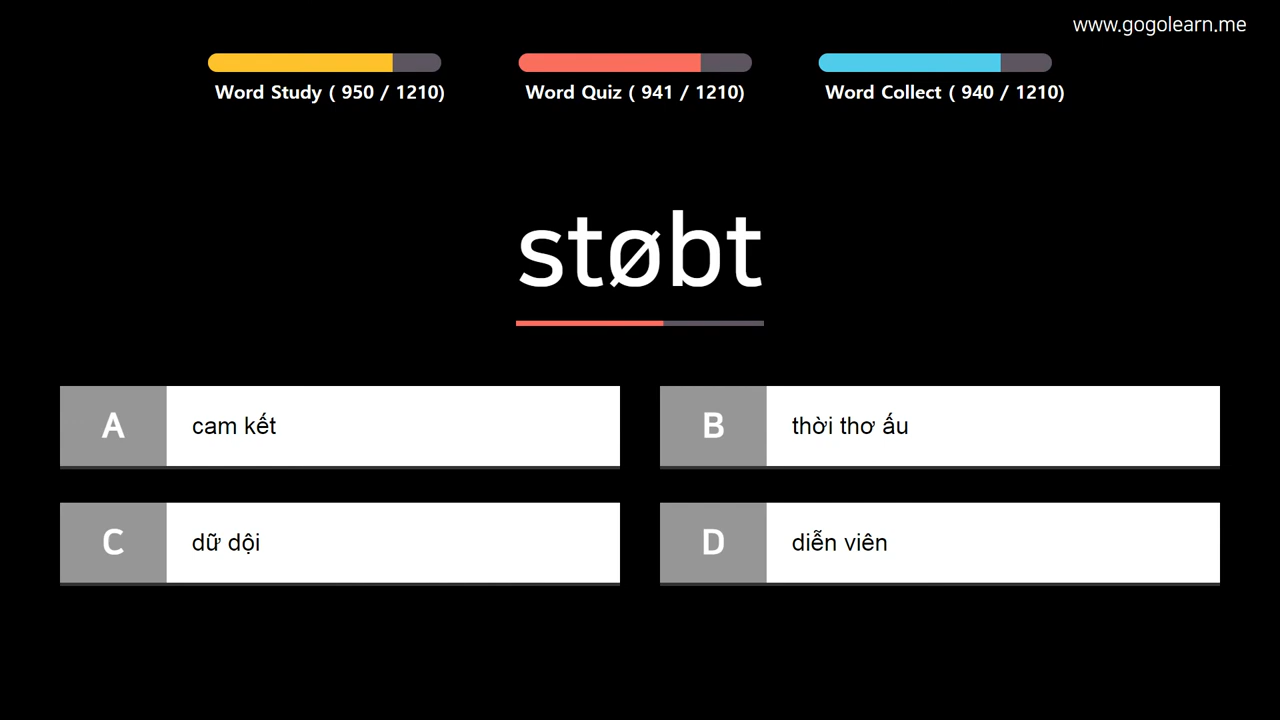 www.gogolearn.me
Word Study ( 950 / 1210)
Word Quiz ( 941 / 1210)
Word Collect ( 940 / 1210)
støbt
A
cam kết
B
thời thơ ấu
C
dữ dội
D
diễn viên